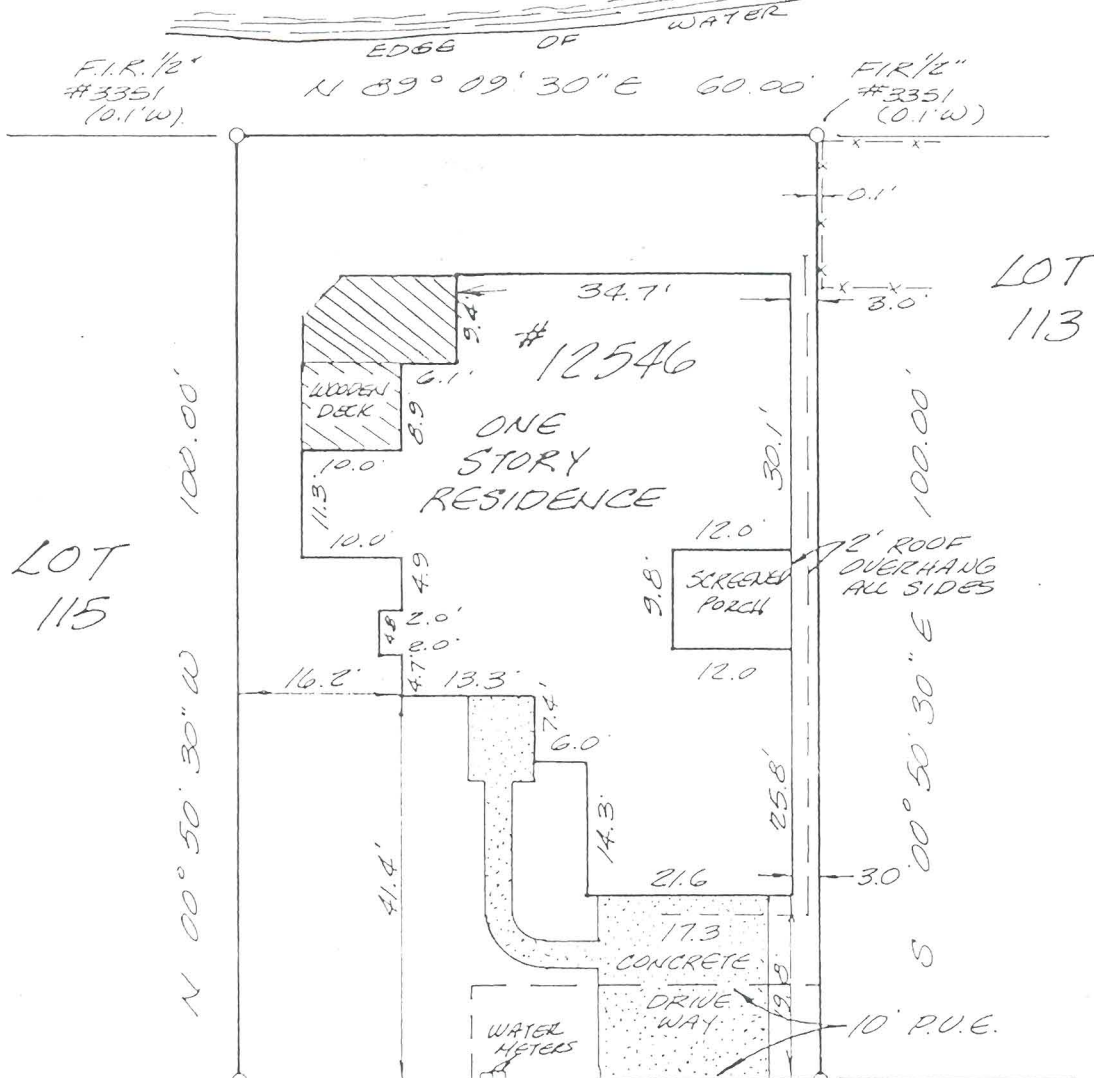 EDGE OF WATER
F.I.R. 1/2"
#3351
(0.1'W)
N 89° 09' 30" E 60.00'
FIR 1/2"
#3351
(0.1'W)
0.1'
LOT
113
3.0'
34.7'
9.4'
#12546
6.1'
WOODEN
DECK
8.9
ONE
STORY
RESIDENCE
10.0'
11.3'
10.0'
30.1'
100.00'
100.00'
LOT
115
4.9
12.0'
9.8'
SCREENED
PORCH
12.0
2' ROOF
OVERHANG
ALL SIDES
4.8
2.0'
2.0'
4.7'
16.2'
13.3'
7.4'
6.0'
14.3'
25.8'
N 00° 50' 30" W
S 00° 50' 30" E
41.4'
21.6
3.0'
17.3
CONCRETE
DRIVE
WAY
19.8
10' P.U.E.
WATER
METERS